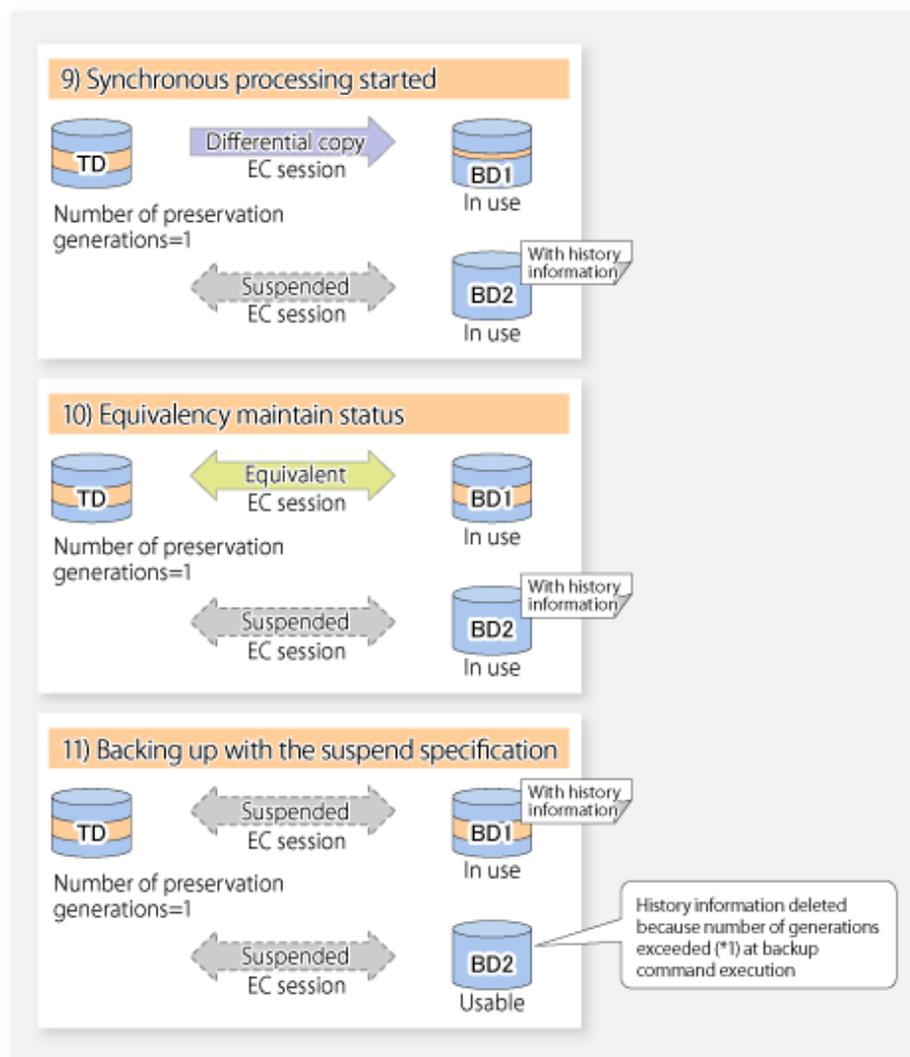 9) Synchronous processing started
TD
Differential copy
EC session
BD1
In use
Number of preservation
generations=1
Suspended
EC session
With history
information
BD2
In use
10) Equivalency maintain status
TD
Equivalent
EC session
BD1
In use
Number of preservation
generations=1
Suspended
EC session
With history
information
BD2
In use
11) Backing up with the suspend specification
TD
Suspended
EC session
With history
information
BD1
In use
Number of preservation
generations=1
Suspended
EC session
BD2
Usable
History information deleted
because number of generations
exceeded (*1) at backup
command execution